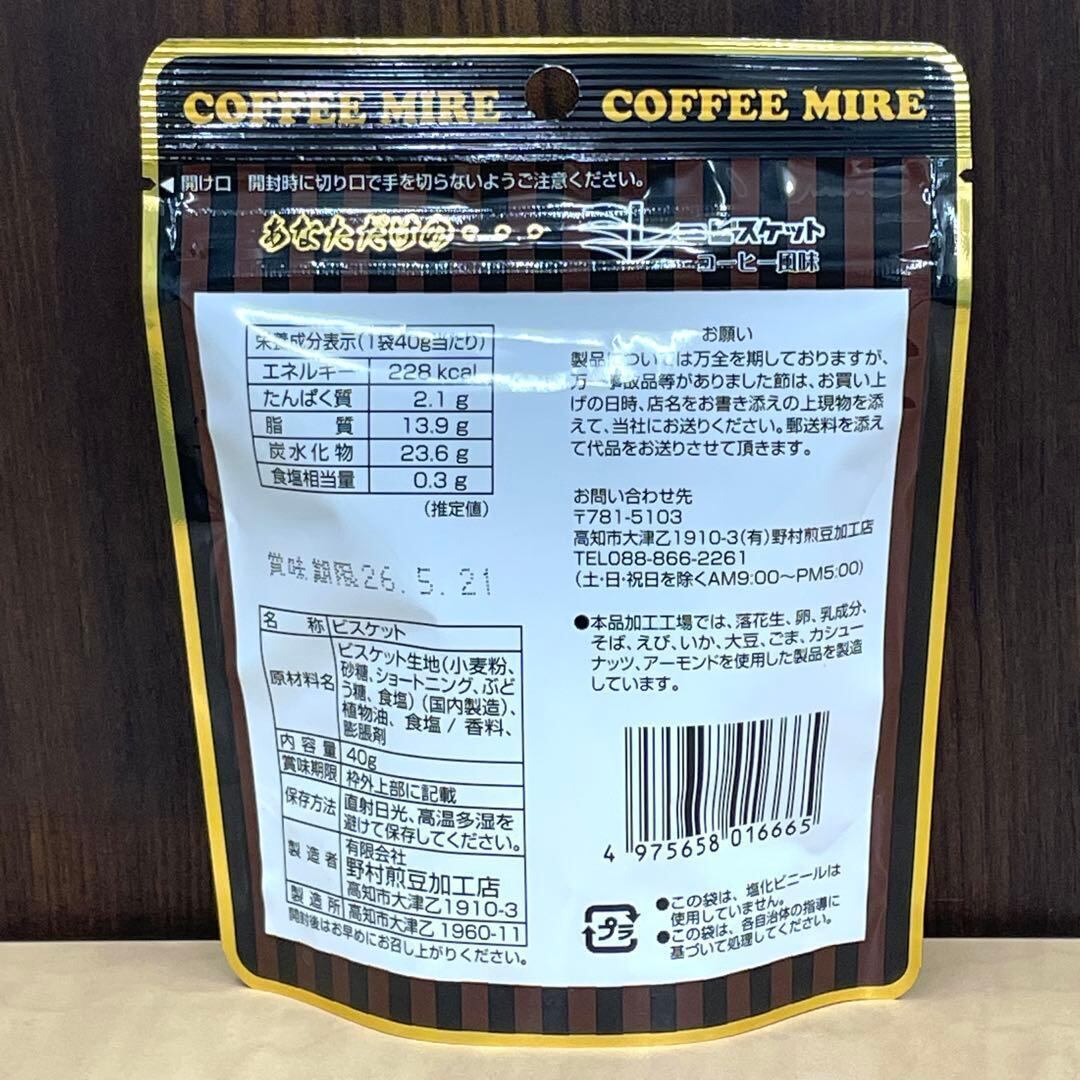 COFFEE MIRE COFFEE MIRE
◀開け口 開封時に切り口で手を切らないようご注意ください。
あなただけの・・・ ミレービスケット
コーヒー風味
栄養成分表示(1袋40g当たり)
エネルギー 228 kcal
たんぱく質 2.1 g
脂質 13.9 g
炭水化物 23.6 g
食塩相当量 0.3 g
(推定値)
賞味期限26.5.21
名称 ビスケット
原材料名 ビスケット生地(小麦粉、
砂糖、ショートニング、ぶど
う糖、食塩)(国内製造)、
植物油、食塩/香料、
膨脹剤
内容量 40g
賞味期限 枠外上部に記載
保存方法 直射日光、高温多湿を
避けて保存してください。
製造者 有限会社
野村煎豆加工店
高知市大津乙1910-3
製造所 高知市大津乙1960-11
開封後はお早めにお召し上がりください。
お願い
製品については万全を期しておりますが、
万一事故品等がありました節は、お買い上
げの日時、店名をお書き添えの上現物を添
えて、当社にお送りください。郵送料を添え
て代品をお送りさせて頂きます。
お問い合わせ先
〒781-5103
高知市大津乙1910-3(有)野村煎豆加工店
TEL088-866-2261
(土・日・祝日を除くAM9:00〜PM5:00)
●本品加工工場では、落花生、卵、乳成分、
そば、えび、いか、大豆、ごま、カシュー
ナッツ、アーモンドを使用した製品を製造
しています。
4 975658 016665
プラ
●この袋は、塩化ビニールは
使用していません。
●この袋は、各自治体の指導に
基づいて処理してください。